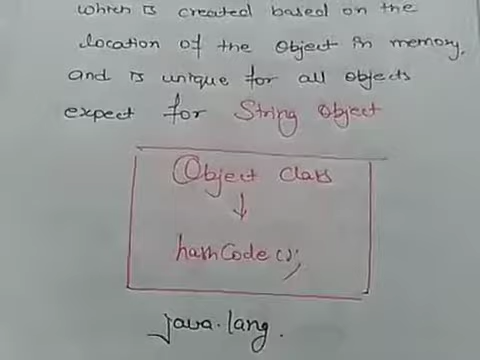 which is created based on the
location of the object in memory.
and is unique for all objects
expect for String Object
Object Class
↓
hashCode();
java.lang.